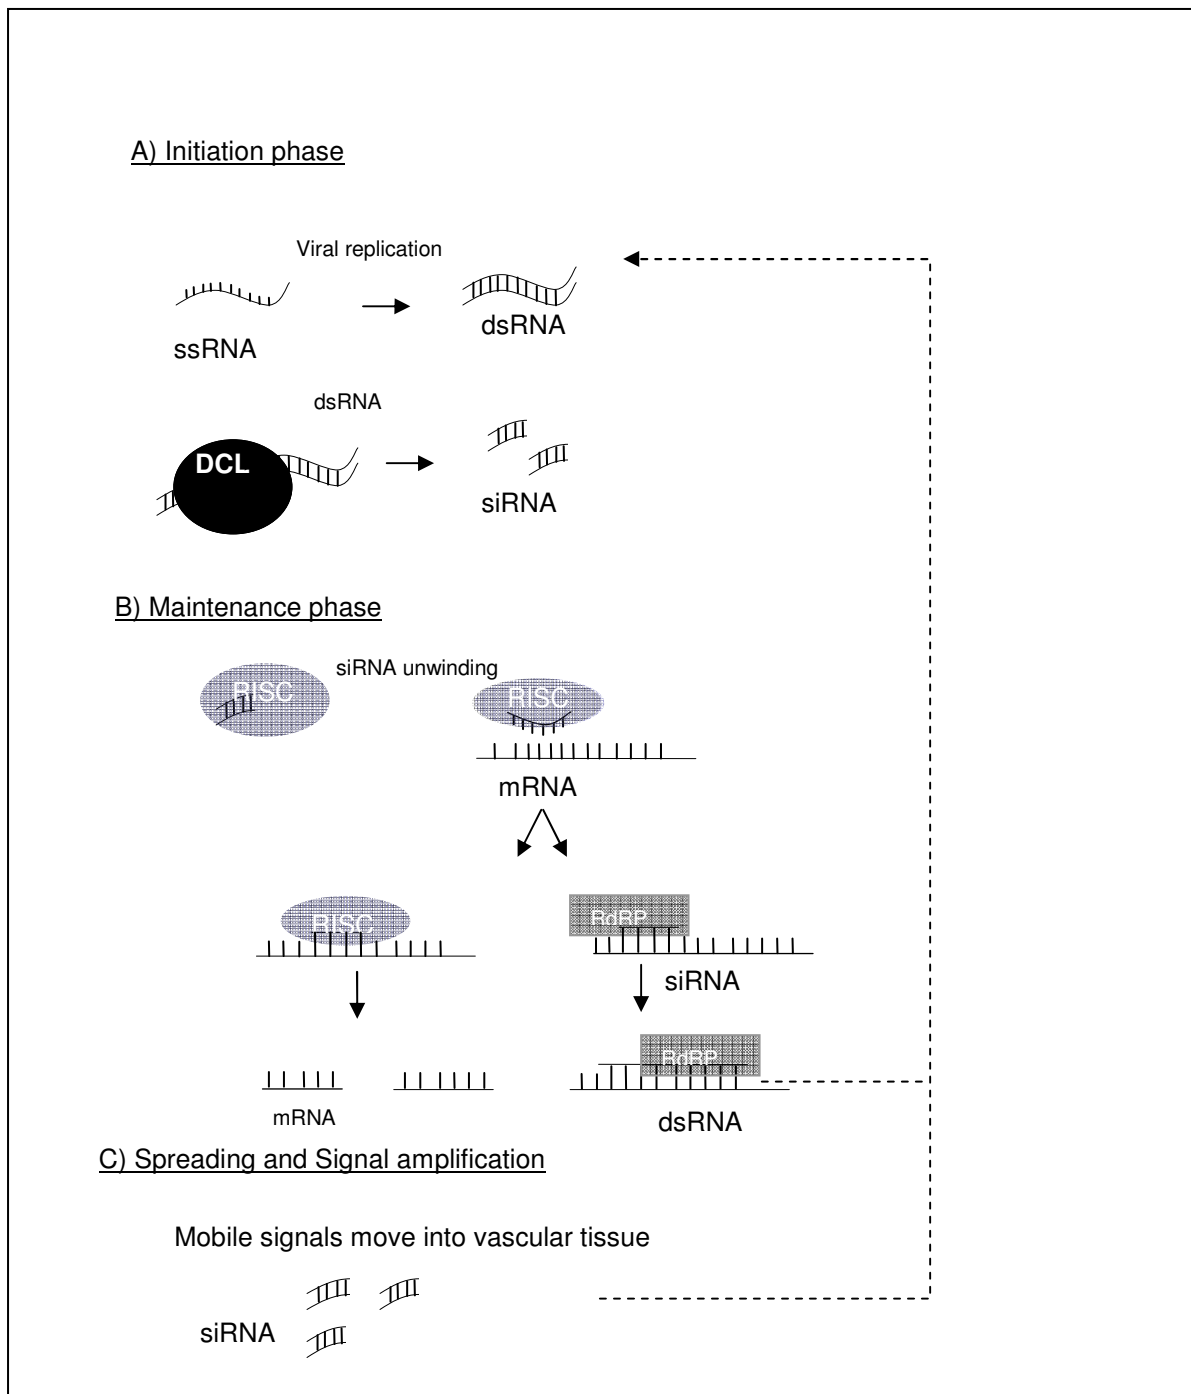 A) Initiation phase
Viral replication
ssRNA
dsRNA
dsRNA
DCL
siRNA
B) Maintenance phase
siRNA unwinding
RISC
RISC
mRNA
RISC
RdRP
siRNA
RdRP
mRNA
dsRNA
C) Spreading and Signal amplification
Mobile signals move into vascular tissue
siRNA